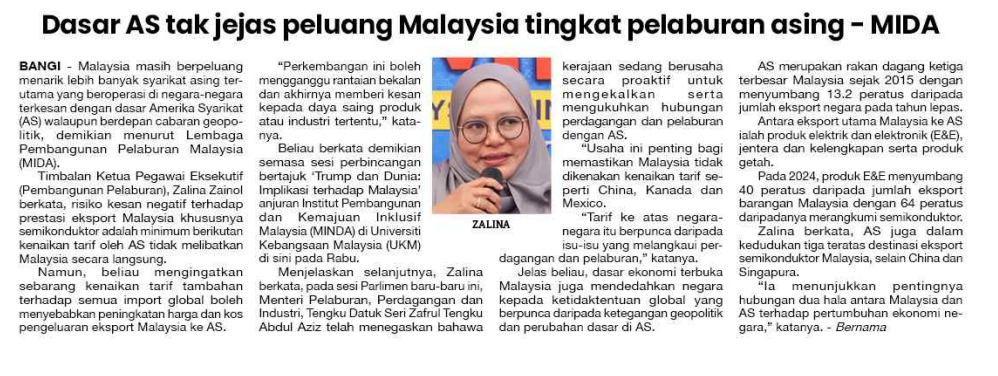 Dasar AS tak jejas peluang Malaysia tingkat pelaburan asing – MIDA
BANGI - Malaysia masih berpeluang
menarik lebih banyak syarikat asing ter-
utama yang beroperasi di negara-negara
terkesan dengan dasar Amerika Syarikat
(AS) walaupun berdepan cabaran geopo-
litik, demikian menurut Lembaga
Pembangunan Pelaburan Malaysia
(MIDA).
Timbalan Ketua Pegawai Eksekutif
(Pembangunan Pelaburan), Zalina Zainol
berkata, risiko kesan negatif terhadap
prestasi eksport Malaysia khususnya
semikonduktor adalah minimum berikutan
kenaikan tarif oleh AS tidak melibatkan
Malaysia secara langsung.
Namun, beliau mengingatkan
sebarang kenaikan tarif tambahan
terhadap semua import global boleh
menyebabkan peningkatan harga dan kos
pengeluaran eksport Malaysia ke AS.
“Perkembangan ini boleh
mengganggu rantaian bekalan
dan akhirnya memberi kesan
kepada daya saing produk
atau industri tertentu,” kata-
nya.
Beliau berkata demikian
semasa sesi perbincangan
bertajuk ‘Trump dan Dunia:
Implikasi terhadap Malaysia’
anjuran Institut Pembangunan
dan Kemajuan Inklusif
Malaysia (MINDA) di Universiti
Kebangsaan Malaysia (UKM)
di sini pada Rabu.
Menjelaskan selanjutnya, Zalina
berkata, pada sesi Parlimen baru-baru ini,
Menteri Pelaburan, Perdagangan dan
Industri, Tengku Datuk Seri Zafrul Tengku
Abdul Aziz telah menegaskan bahawa
ZALINA
kerajaan sedang berusaha
secara proaktif untuk
mengekalkan serta
mengukuhkan hubungan
perdagangan dan pelaburan
dengan AS.
“Usaha ini penting bagi
memastikan Malaysia tidak
dikenakan kenaikan tarif se-
perti China, Kanada dan
Mexico.
“Tarif ke atas negara-
negara itu berpunca daripada
isu-isu yang melangkaui per-
dagangan dan pelaburan,” katanya.
Jelas beliau, dasar ekonomi terbuka
Malaysia juga mendedahkan negara
kepada ketidaktentuan global yang
berpunca daripada ketegangan geopolitik
dan perubahan dasar di AS.
AS merupakan rakan dagang ketiga
terbesar Malaysia sejak 2015 dengan
menyumbang 13.2 peratus daripada
jumlah eksport negara pada tahun lepas.
Antara eksport utama Malaysia ke AS
ialah produk elektrik dan elektronik (E&E),
jentera dan kelengkapan serta produk
getah.
Pada 2024, produk E&E menyumbang
40 peratus daripada jumlah eksport
barangan Malaysia dengan 64 peratus
daripadanya merangkumi semikonduktor.
Zalina berkata, AS juga dalam
kedudukan tiga teratas destinasi eksport
semikonduktor Malaysia, selain China dan
Singapura.
“Ia menunjukkan pentingnya
hubungan dua hala antara Malaysia dan
AS terhadap pertumbuhan ekonomi ne-
gara,” katanya. - Bernama